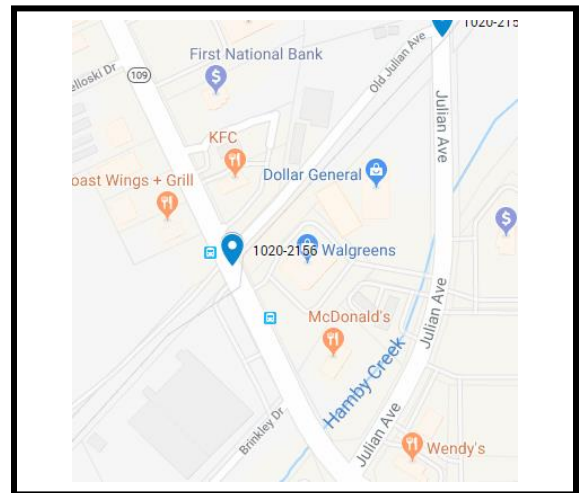 1020-215
First National Bank
Old Julian Ave
109
KFC
Julian Ave
Dollar General
oast Wings + Grill
1020-2156
Walgreens
McDonald's
Julian Ave
Hamby Creek
Brinkley Dr
Julian Ave
Wendy's